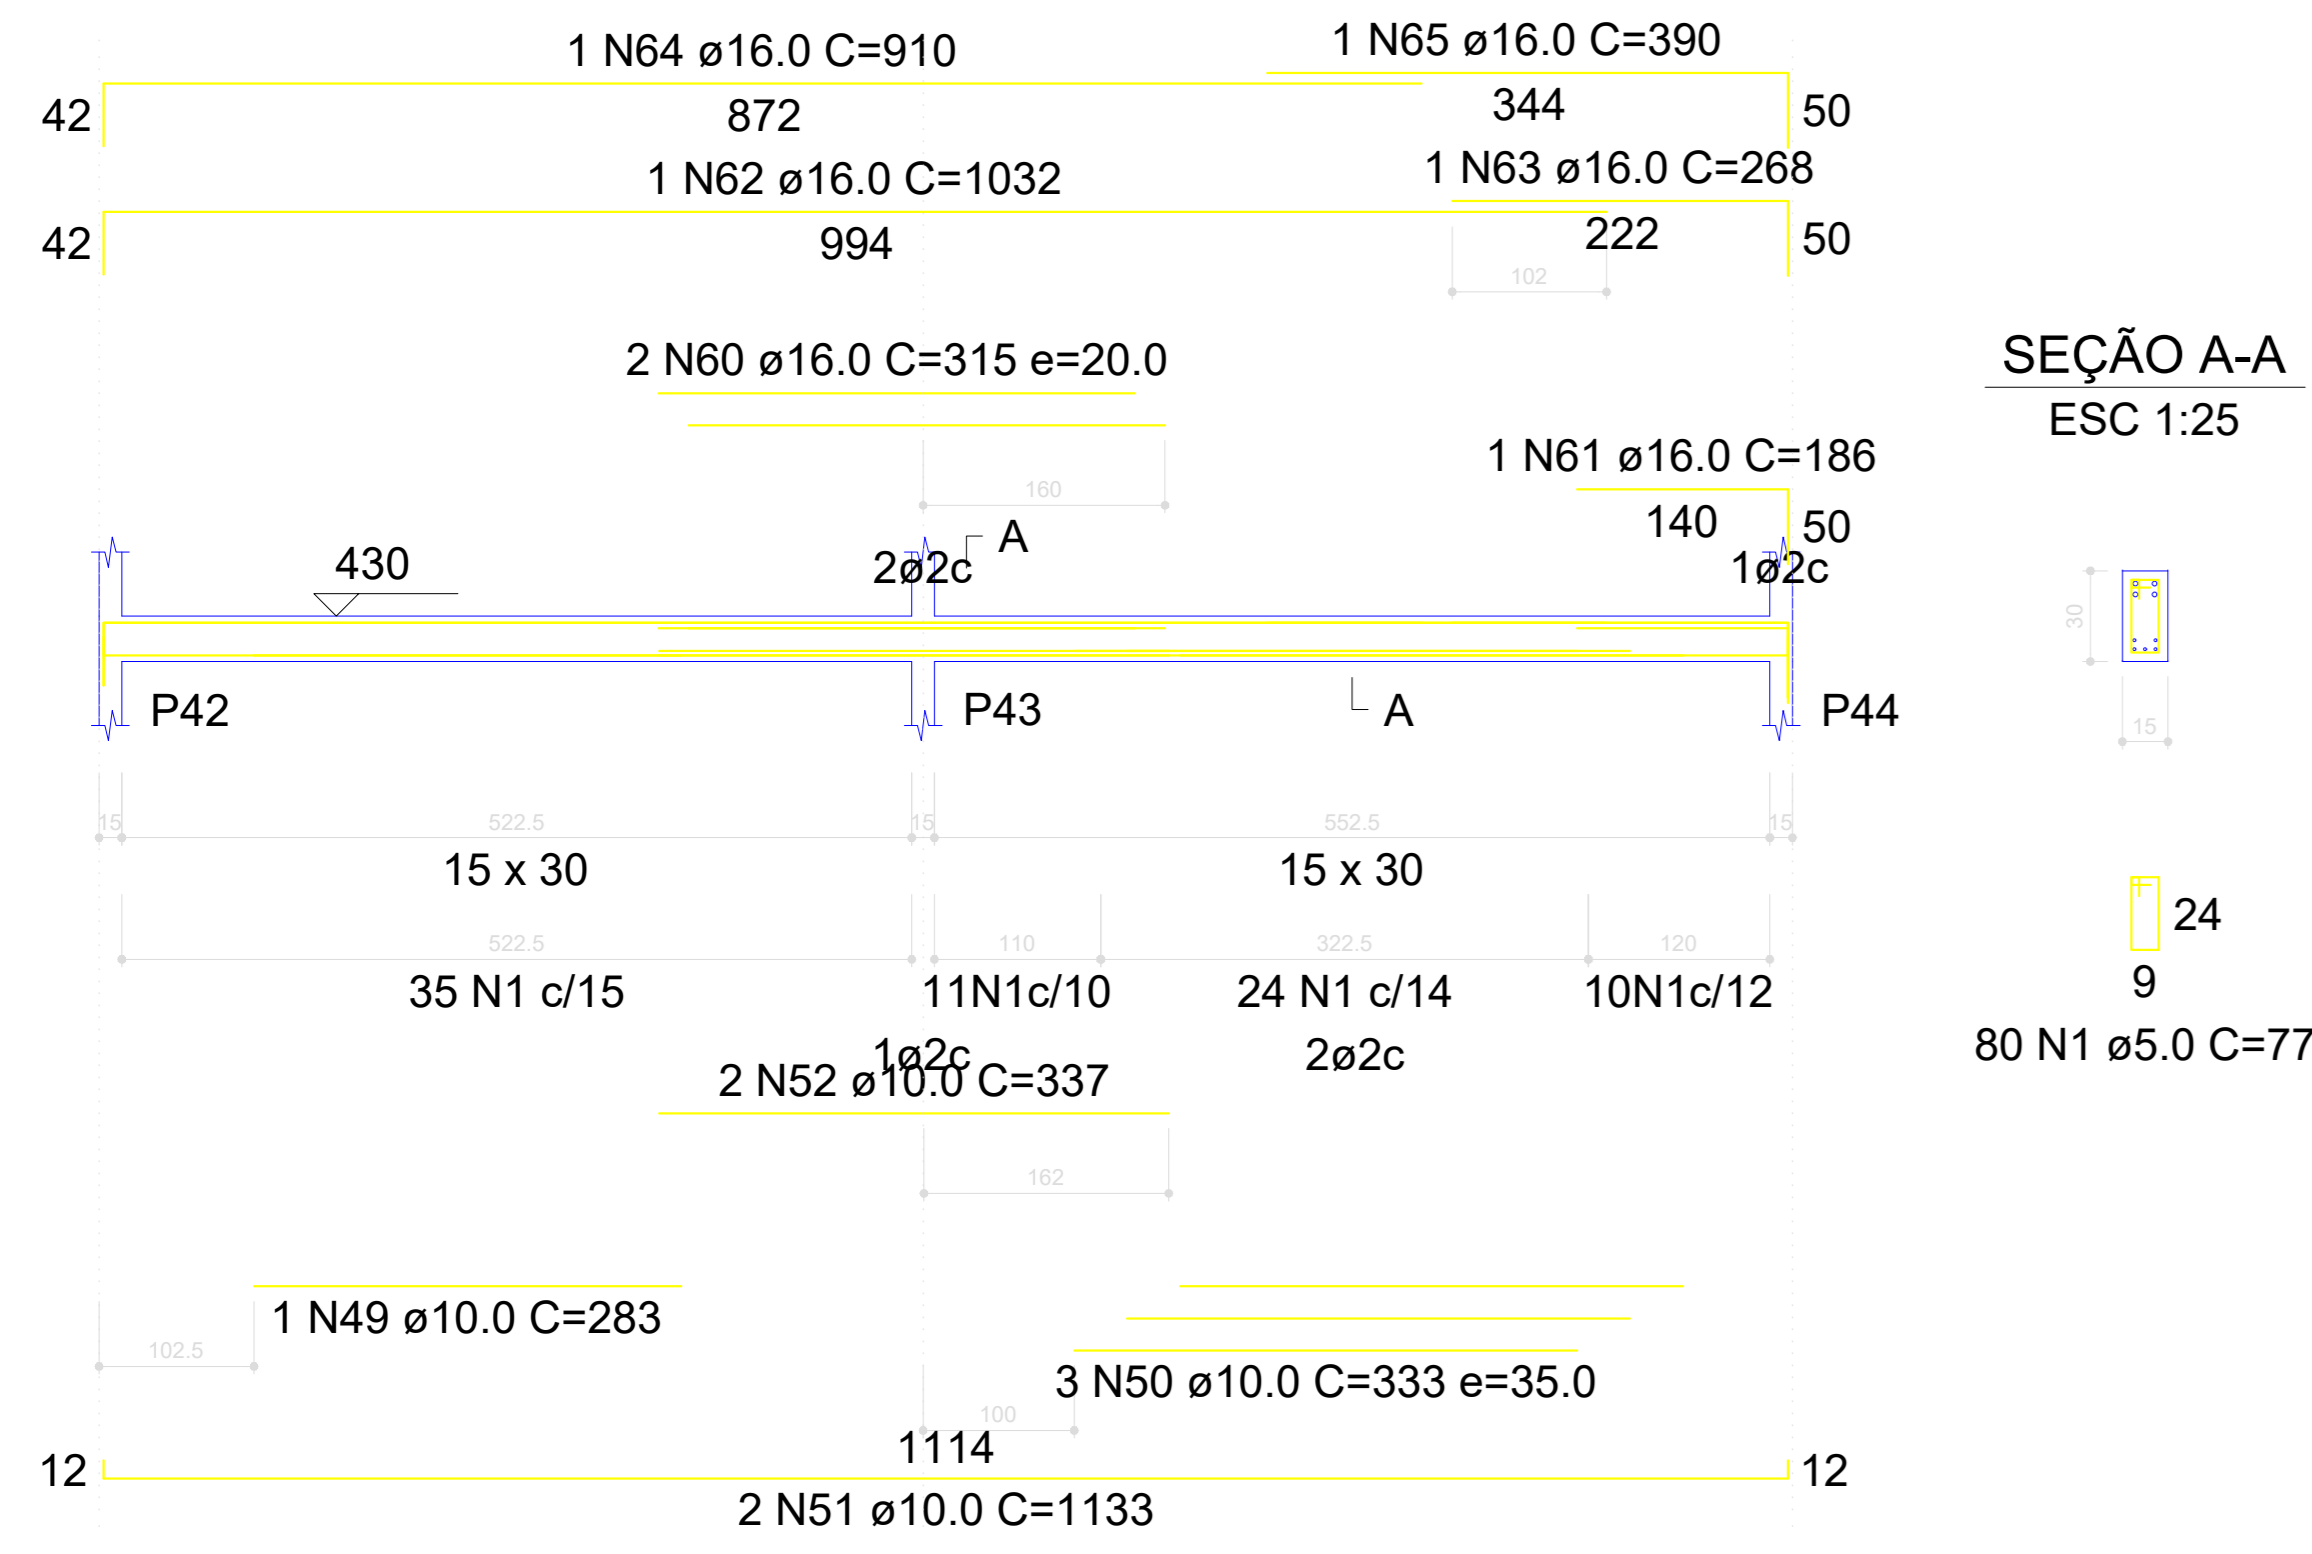 1 N64 ø16.0 C=910
1 N65 ø16.0 C=390
42
872
344
50
1 N62 ø16.0 C=1032
1 N63 ø16.0 C=268
42
994
222
50
102
2 N60 ø16.0 C=315 e=20.0
SEÇÃO A-A
ESC 1:25
1 N61 ø16.0 C=186
160
140
50
A
430
2ø2c
1ø2c
30
P42
P43
A
P44
15
15
522.5
15
552.5
15
15 x 30
15 x 30
24
522.5
110
322.5
120
9
35 N1 c/15
11N1c/10
24 N1 c/14
10N1c/12
80 N1 ø5.0 C=77
1ø2c
2ø2c
2 N52 ø10.0 C=337
162
1 N49 ø10.0 C=283
102.5
3 N50 ø10.0 C=333 e=35.0
100
1114
12
12
2 N51 ø10.0 C=1133